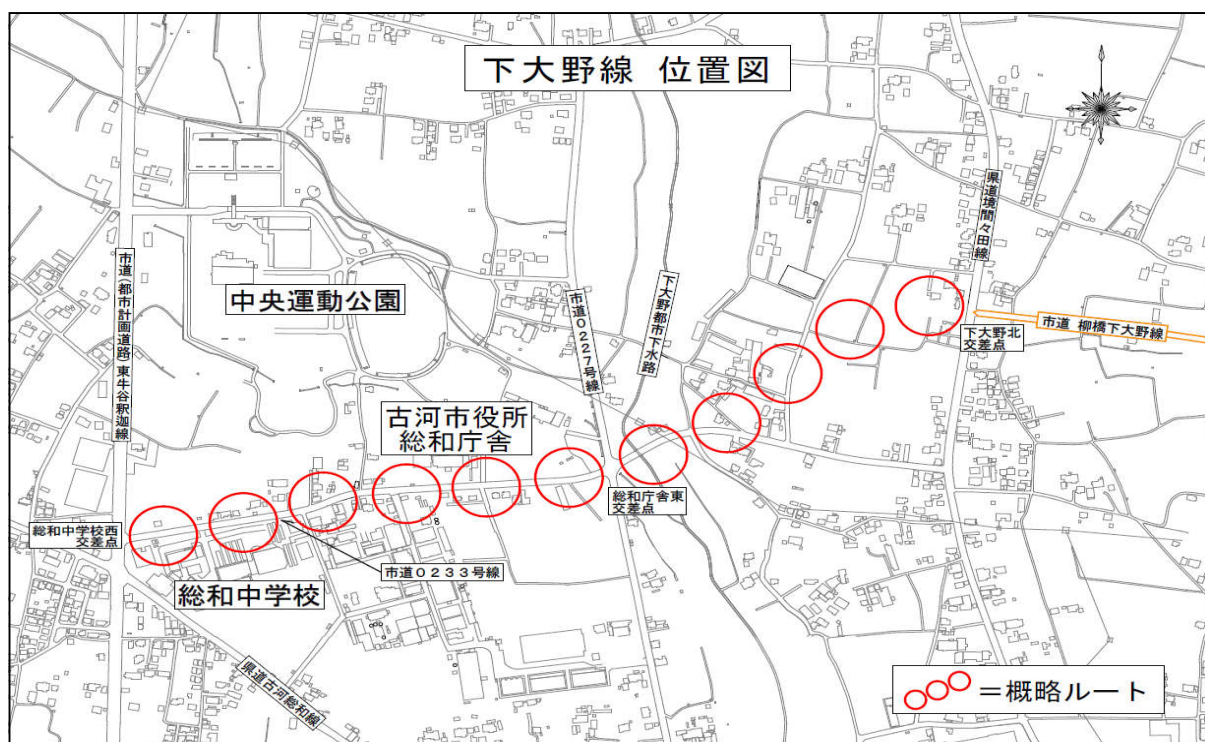 下大野線 位置図
県道境間々田線
市道(都市計画道路)東牛谷釈迦線
中央運動公園
市道0227号線
下大野都市下水路
市道 柳橋下大野線
下大野北
交差点
古河市役所
総和庁舎
総和庁舎東
交差点
総和中学校西
交差点
市道0233号線
総和中学校
県道古河総和線
=概略ルート